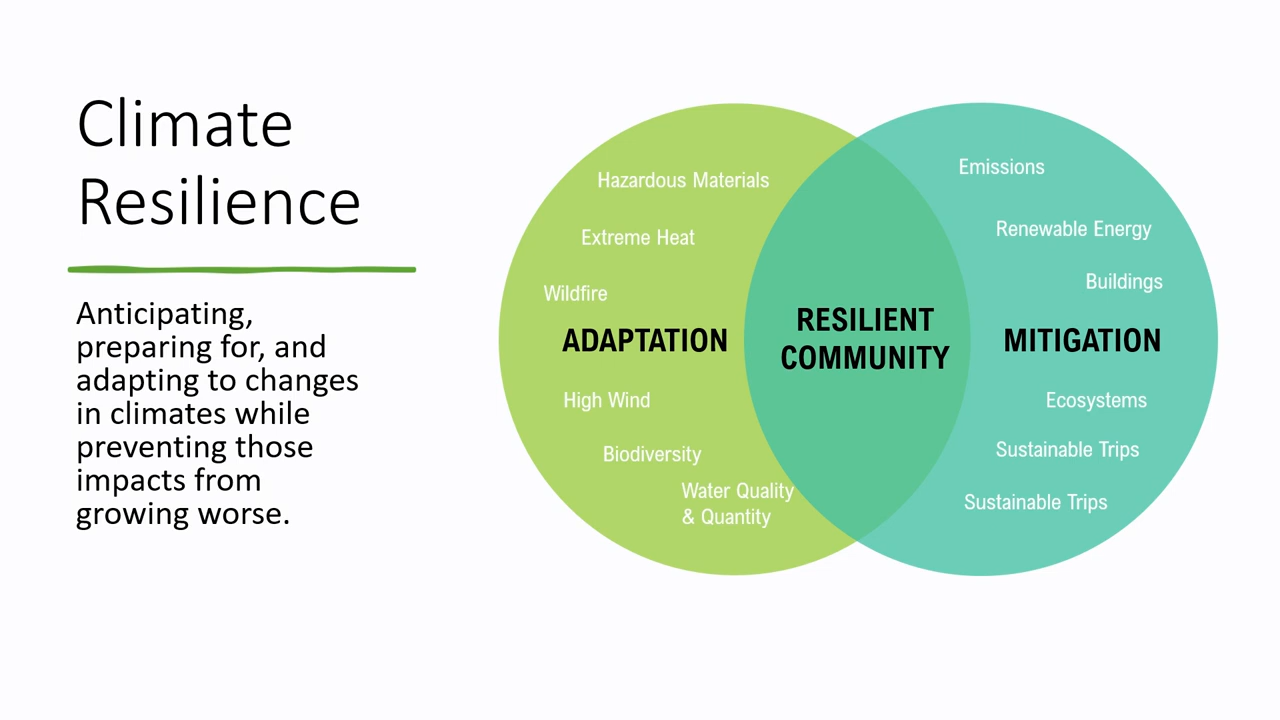 Climate
Resilience
Anticipating,
preparing for, and
adapting to changes
in climates while
preventing those
impacts from
growing worse.
Hazardous Materials
Extreme Heat
Wildfire
ADAPTATION
High Wind
Biodiversity
Water Quality
& Quantity
RESILIENT
COMMUNITY
Emissions
Renewable Energy
Buildings
MITIGATION
Ecosystems
Sustainable Trips
Sustainable Trips